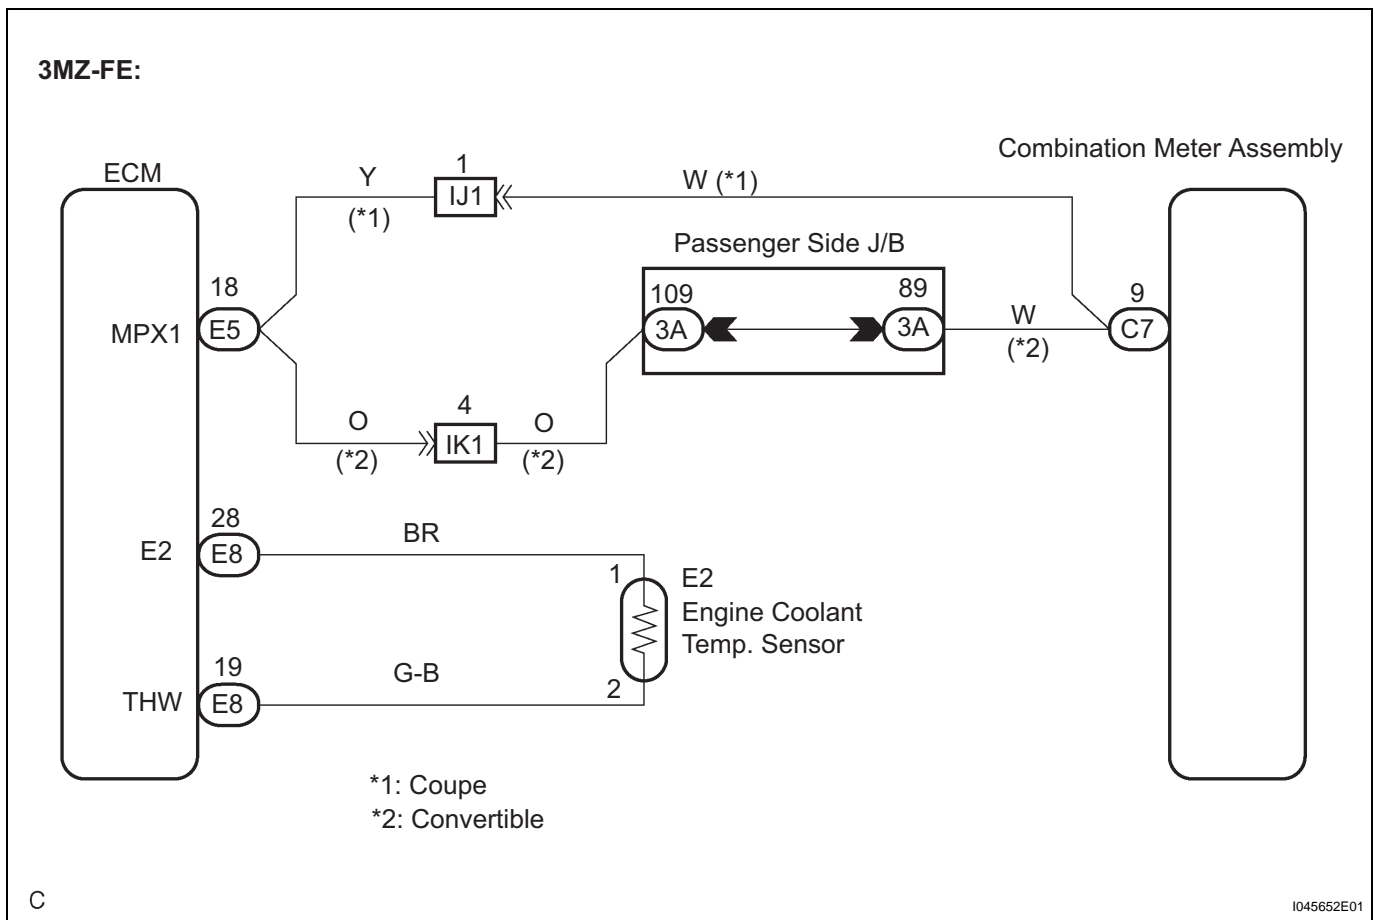 3MZ-FE:
Combination Meter Assembly
ECM
1
Y
IJ1
W (*1)
(*1)
Passenger Side J/B
18
109
89
9
MPX1
E5
3A
3A
W
C7
(*2)
4
O
IK1
O
(*2)
(*2)
28
BR
E2
E8
1
E2
Engine Coolant
Temp. Sensor
19
G-B
2
THW
E8
*1: Coupe
*2: Convertible
C
I045652E01